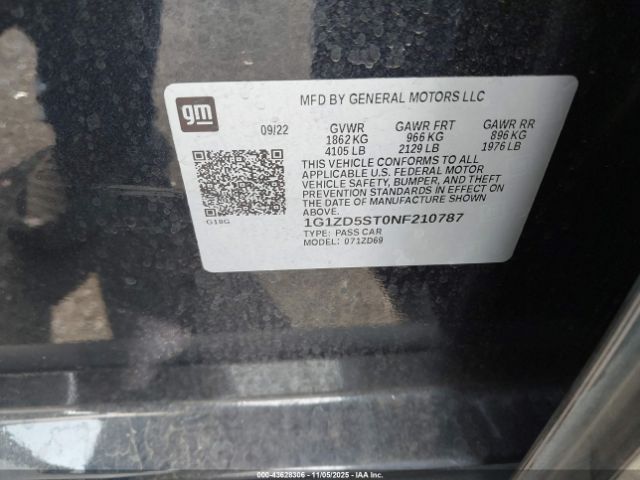 gm
MFD BY GENERAL MOTORS LLC
09/22 GVWR GAWR FRT GAWR RR
1862 KG 966 KG 896 KG
4105 LB 2129 LB 1976 LB
THIS VEHICLE CONFORMS TO ALL
APPLICABLE U.S. FEDERAL MOTOR
VEHICLE SAFETY, BUMPER, AND THEFT
PREVENTION STANDARDS IN EFFECT ON
THE DATE OF MANUFACTURE SHOWN
ABOVE.
G18G
1G1ZD5ST0NF210787
TYPE: PASS CAR
MODEL: 071ZD69
000-43628306 - 11/05/2025 - IAA Inc.